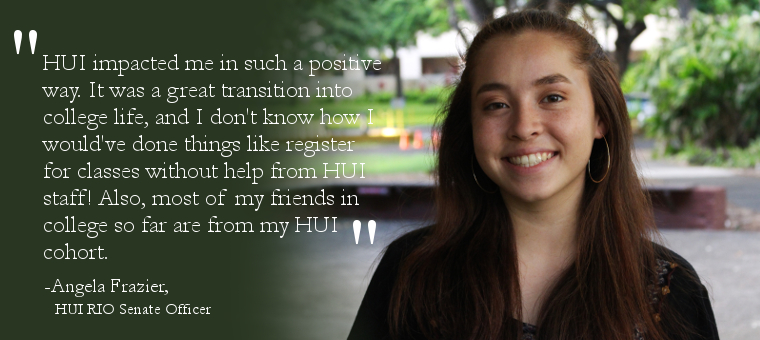 "HUI impacted me in such a positive
way. It was a great transition into
college life, and I don't know how I
would've done things like register
for classes without help from HUI
staff! Also, most of my friends in
college so far are from my HUI
cohort."
-Angela Frazier,
HUI RIO Senate Officer